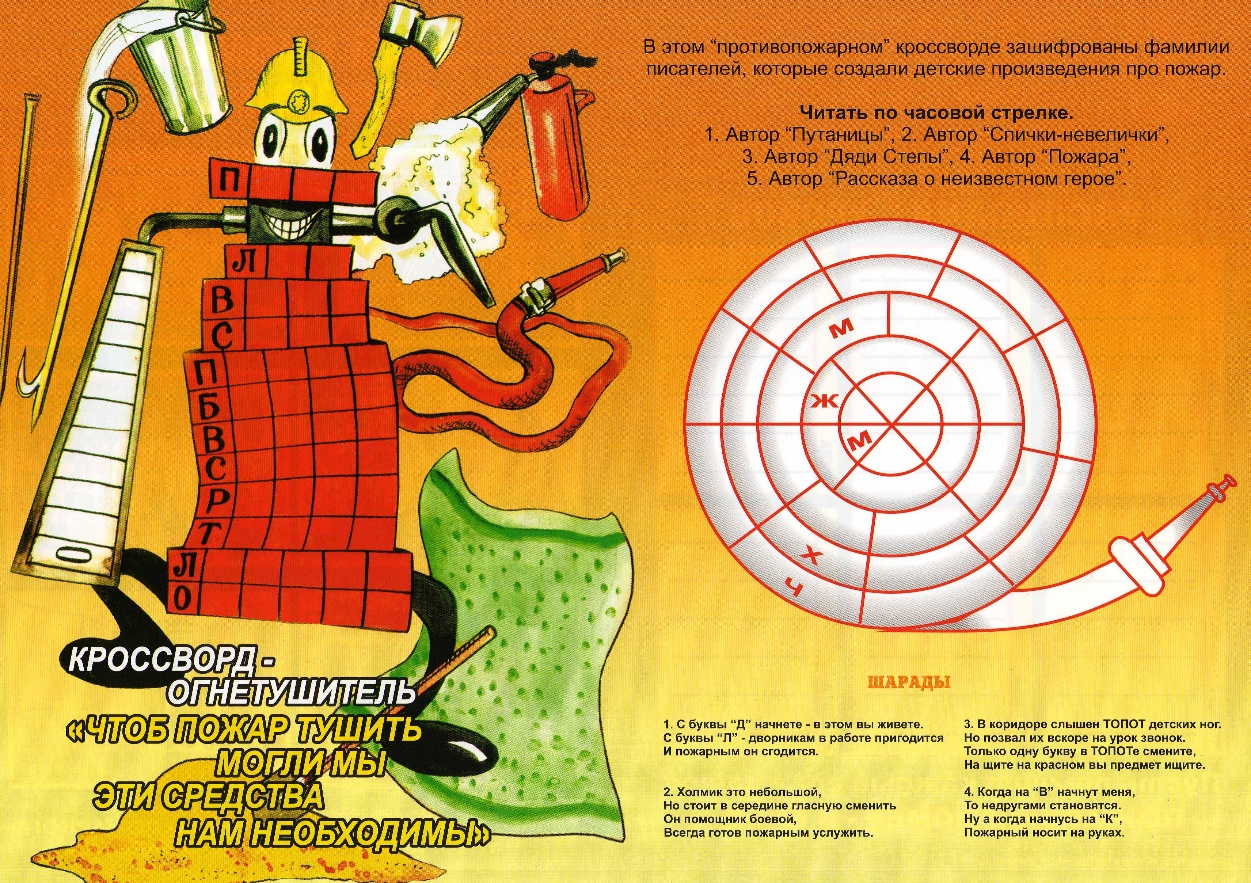 П
Л
В
С
П
Б
В
С
Р
Т
Л
О
КРОССВОРД -
ОГНЕТУШИТЕЛЬ
«ЧТОБ ПОЖАР ТУШИТЬ
МОГЛИ МЫ
ЭТИ СРЕДСТВА
НАМ НЕОБХОДИМЫ»
В этом “противопожарном” кроссворде зашифрованы фамилии
писателей, которые создали детские произведения про пожар.
Читать по часовой стрелке.
1. Автор “Путаницы”, 2. Автор “Спички-невелички”,
3. Автор “Дяди Степы”, 4. Автор “Пожара”,
5. Автор “Рассказа о неизвестном герое”.
М
Ж
М
Х
Ч
ШАРАДЫ
1. С буквы “Д” начнете - в этом вы живете.
С буквы “Л” - дворникам в работе пригодится
И пожарным он сгодится.
2. Холмик это небольшой,
Но стоит в середине гласную сменить
Он помощник боевой,
Всегда готов пожарным услужить.
3. В коридоре слышен ТОПОТ детских ног.
Но позвал их вскоре на урок звонок.
Только одну букву в ТОПОТе смените,
На щите на красном вы предмет ищите.
4. Когда на “В” начнут меня,
То недругами становятся.
Ну а когда начнусь на “К”,
Пожарный носит на руках.